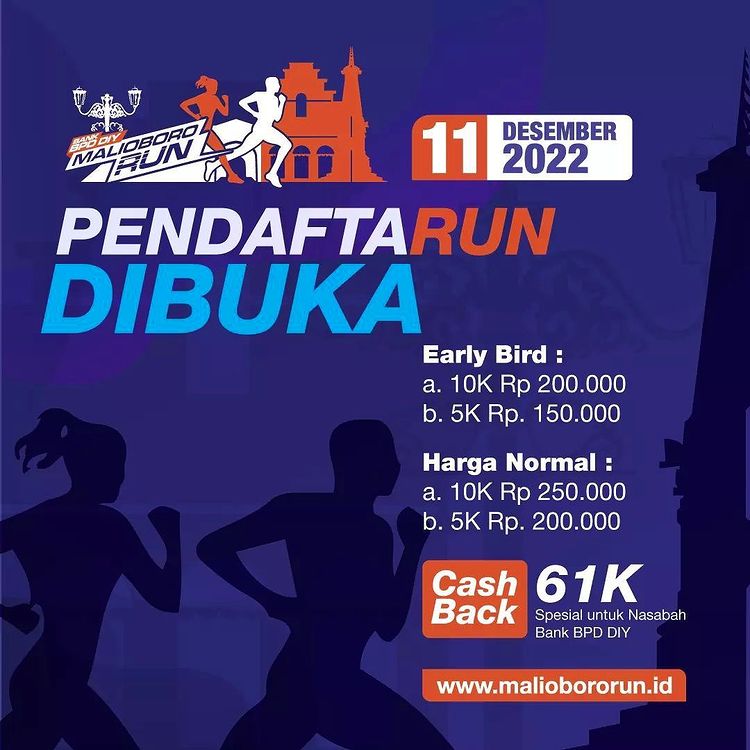 BANK
BPD DIY
MALIOBORO
RUN
11
DESEMBER
2022
PENDAFTARUN
DIBUKA
Early Bird :
a. 10K Rp 200.000
b. 5K Rp. 150.000
Harga Normal :
a. 10K Rp 250.000
b. 5K Rp. 200.000
Cash
Back
61K
Spesial untuk Nasabah
Bank BPD DIY
www.maliobororun.id